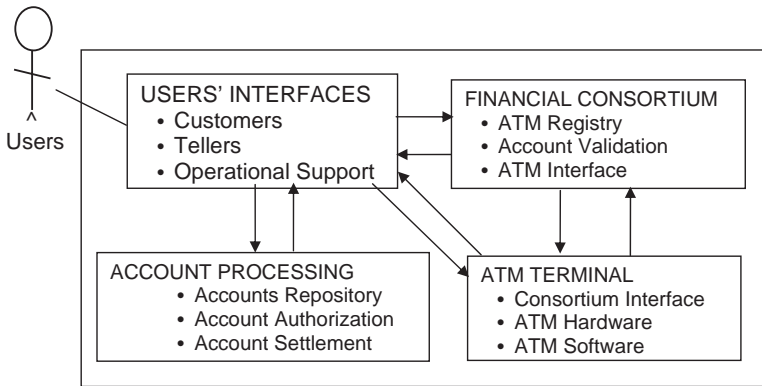 Users
USERS’ INTERFACES
• Customers
• Tellers
• Operational Support
FINANCIAL CONSORTIUM
• ATM Registry
• Account Validation
• ATM Interface
ACCOUNT PROCESSING
• Accounts Repository
• Account Authorization
• Account Settlement
ATM TERMINAL
• Consortium Interface
• ATM Hardware
• ATM Software